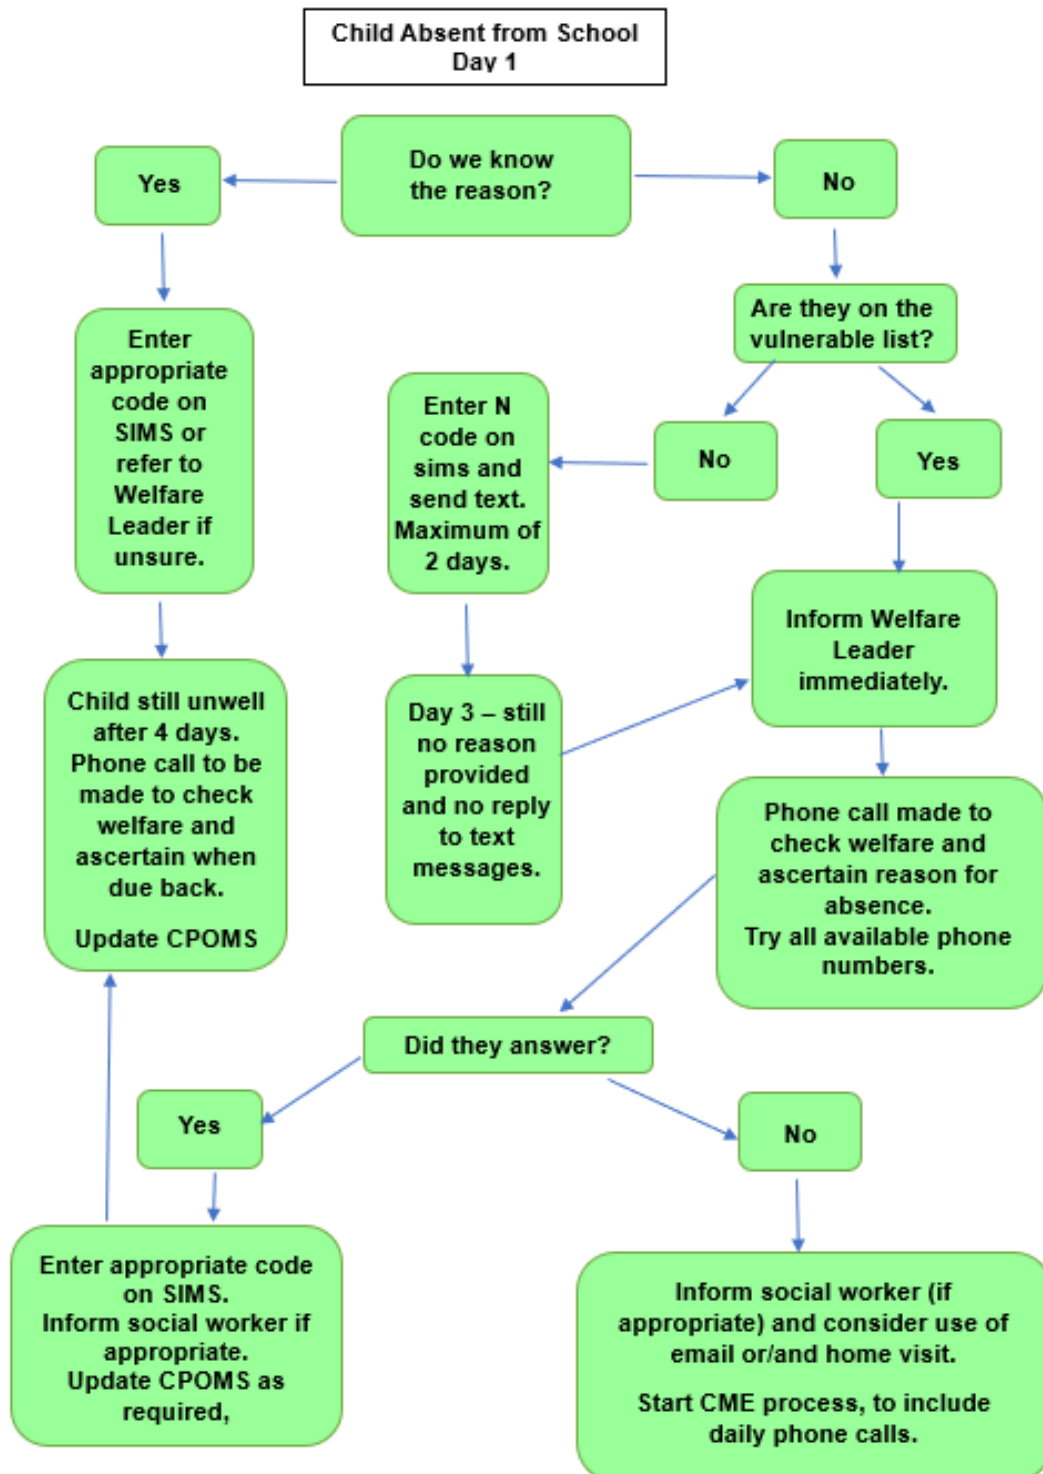 Child Absent from School
Day 1
Do we know
the reason?
Yes
No
Are they on the
vulnerable list?
Enter
appropriate
code on
SIMS or
refer to
Welfare
Leader if
unsure.
Enter N
code on
sims and
send text.
Maximum of
2 days.
No
Yes
Inform Welfare
Leader
immediately.
Child still unwell
after 4 days.
Phone call to be
made to check
welfare and
ascertain when
due back.
Update CPOMS
Day 3 – still
no reason
provided
and no reply
to text
messages.
Phone call made to
check welfare and
ascertain reason for
absence.
Try all available phone
numbers.
Did they answer?
Yes
No
Enter appropriate code
on SIMS.
Inform social worker if
appropriate.
Update CPOMS as
required,
Inform social worker (if
appropriate) and consider use of
email or/and home visit.
Start CME process, to include
daily phone calls.